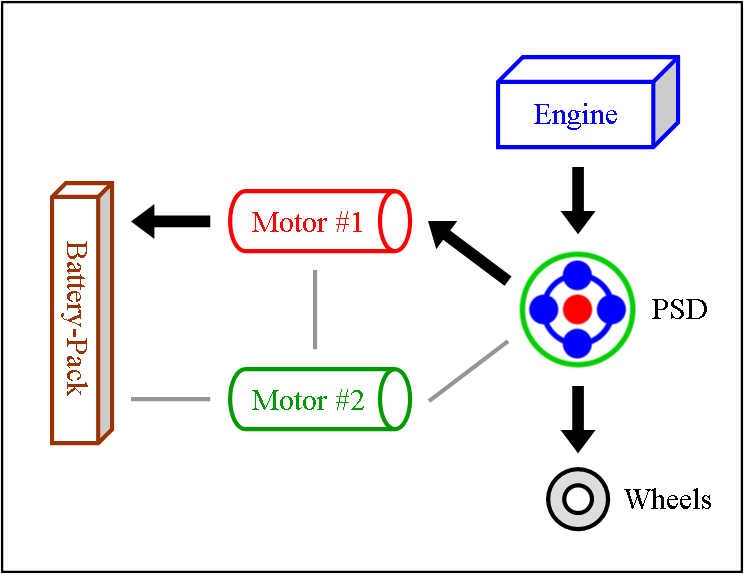 Engine
Motor #1
Battery-Pack
PSD
Motor #2
Wheels